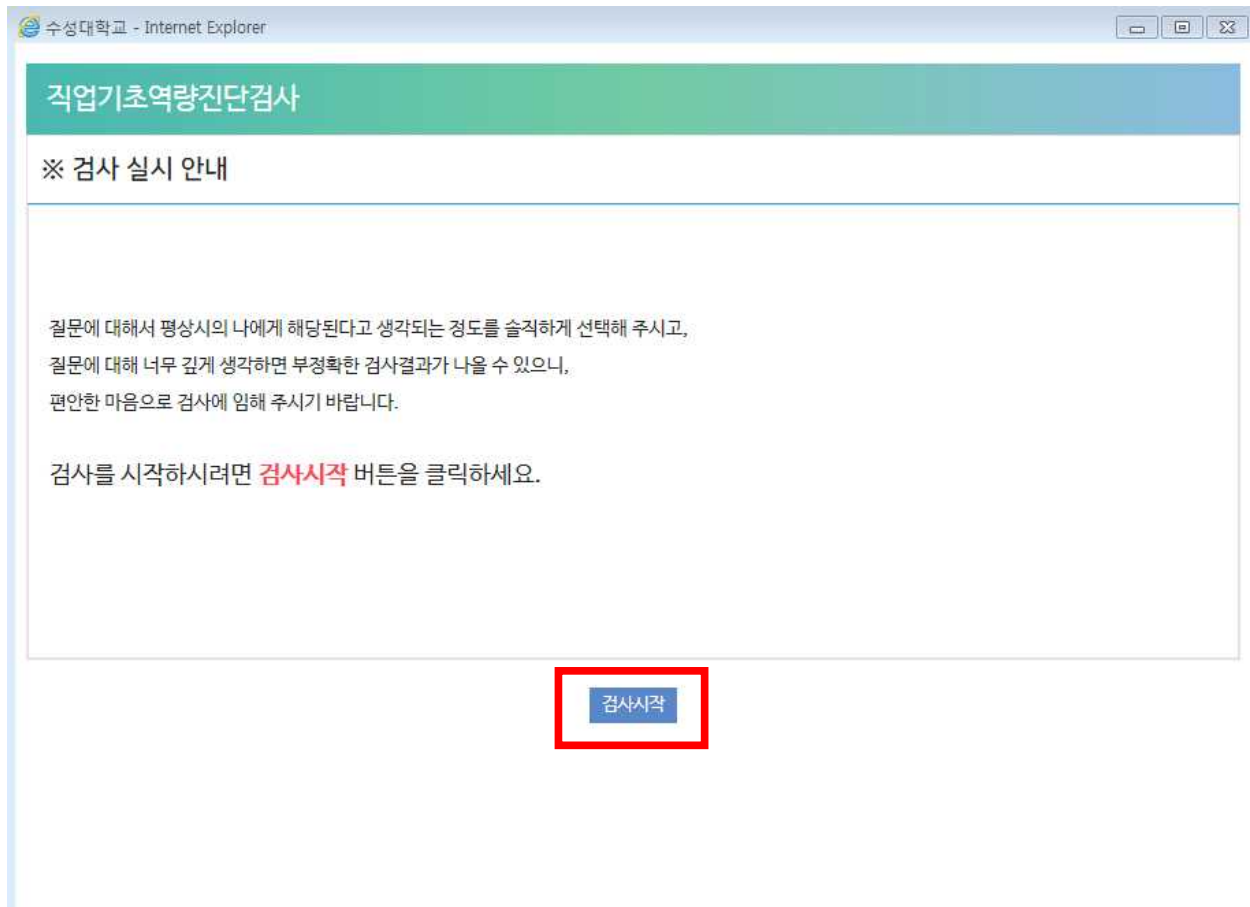 수성대학교 - Internet Explorer
직업기초역량진단검사
※ 검사 실시 안내
질문에 대해서 평상시의 나에게 해당된다고 생각되는 정도를 솔직하게 선택해 주시고,
질문에 대해 너무 깊게 생각하면 부정확한 검사결과가 나올 수 있으니,
편안한 마음으로 검사에 임해 주시기 바랍니다.
검사를 시작하시려면 검사시작 버튼을 클릭하세요.
검사시작